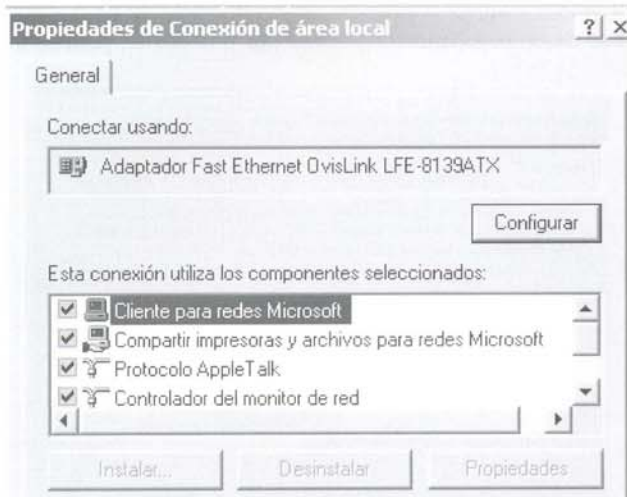 Propiedades de Conexión de área local
General
Conectar usando:
Adaptador Fast Ethernet OvisLink LFE-8139ATX
Configurar
Esta conexión utiliza los componentes seleccionados:
Cliente para redes Microsoft
Compartir impresoras y archivos para redes Microsoft
Protocolo AppleTalk
Controlador del monitor de red
Instalar... Desinstalar Propiedades